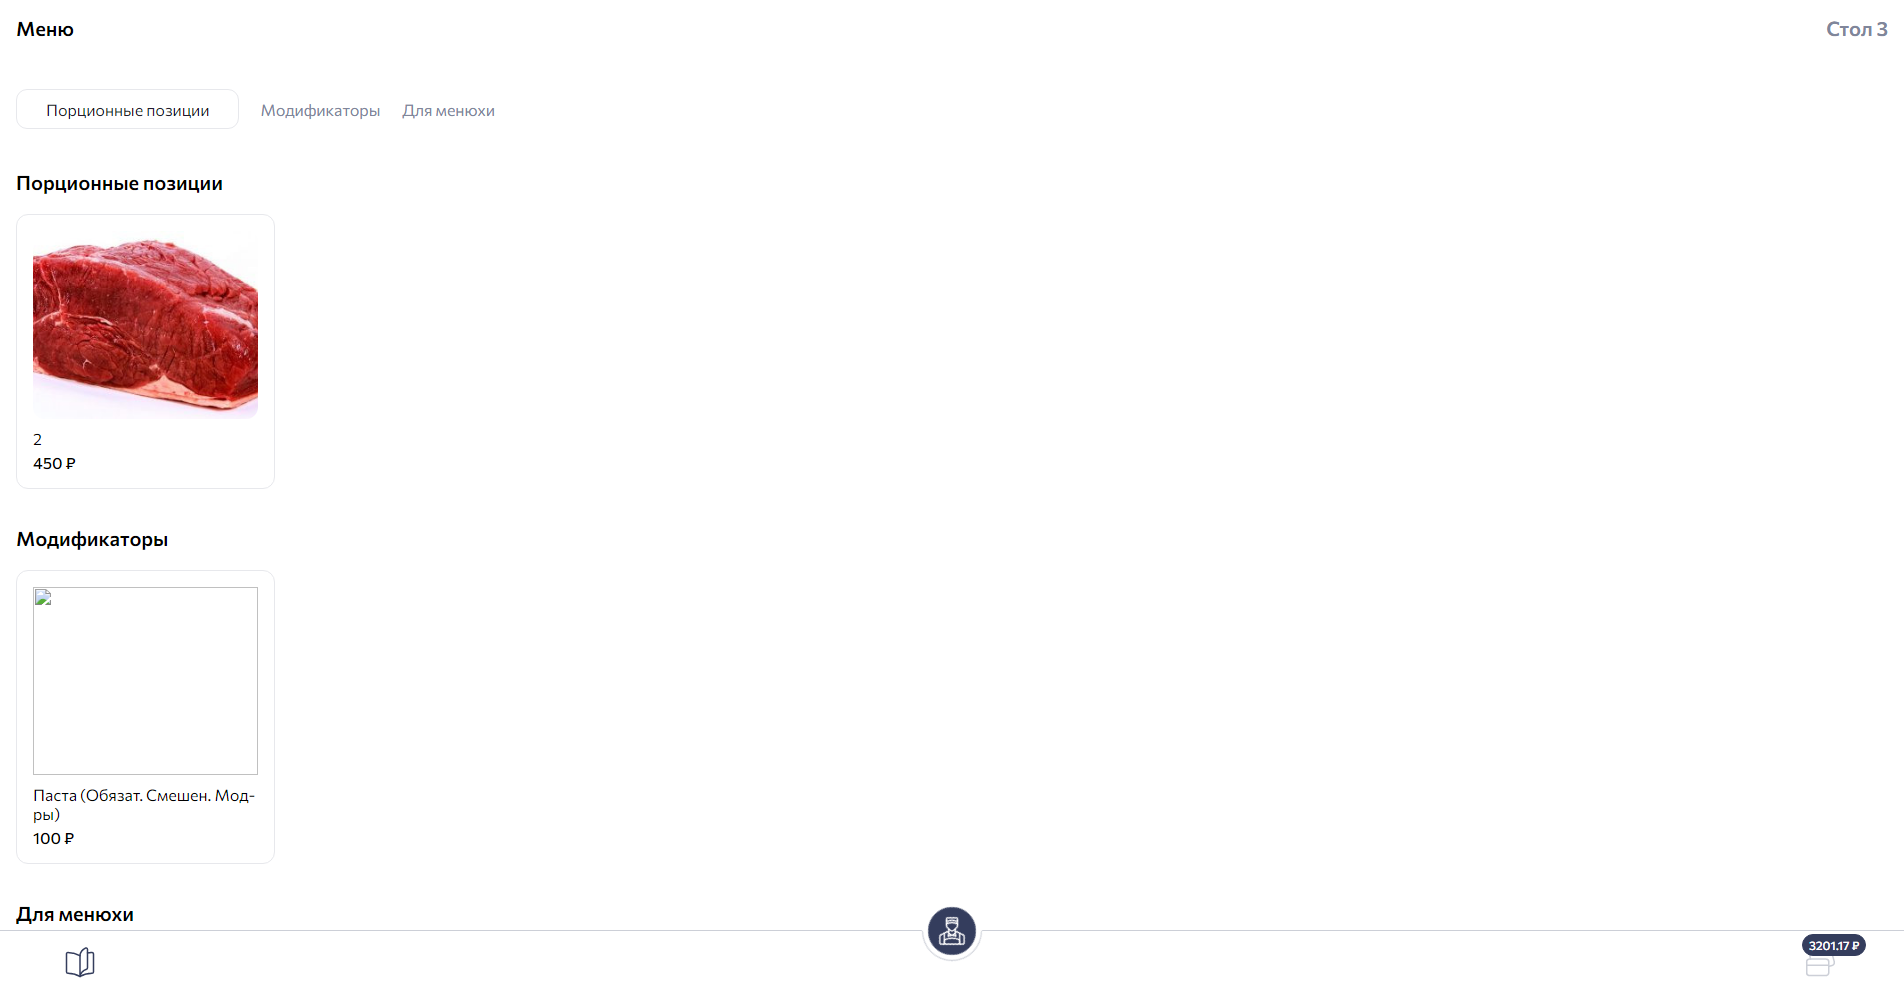 Меню
Стол 3
Порционные позиции
Модификаторы
Для менюхи
Порционные позиции
2
450 ₽
Модификаторы
Паста (Обязат. Смешен. Мод-
ры)
100 ₽
Для менюхи
3201.17 ₽